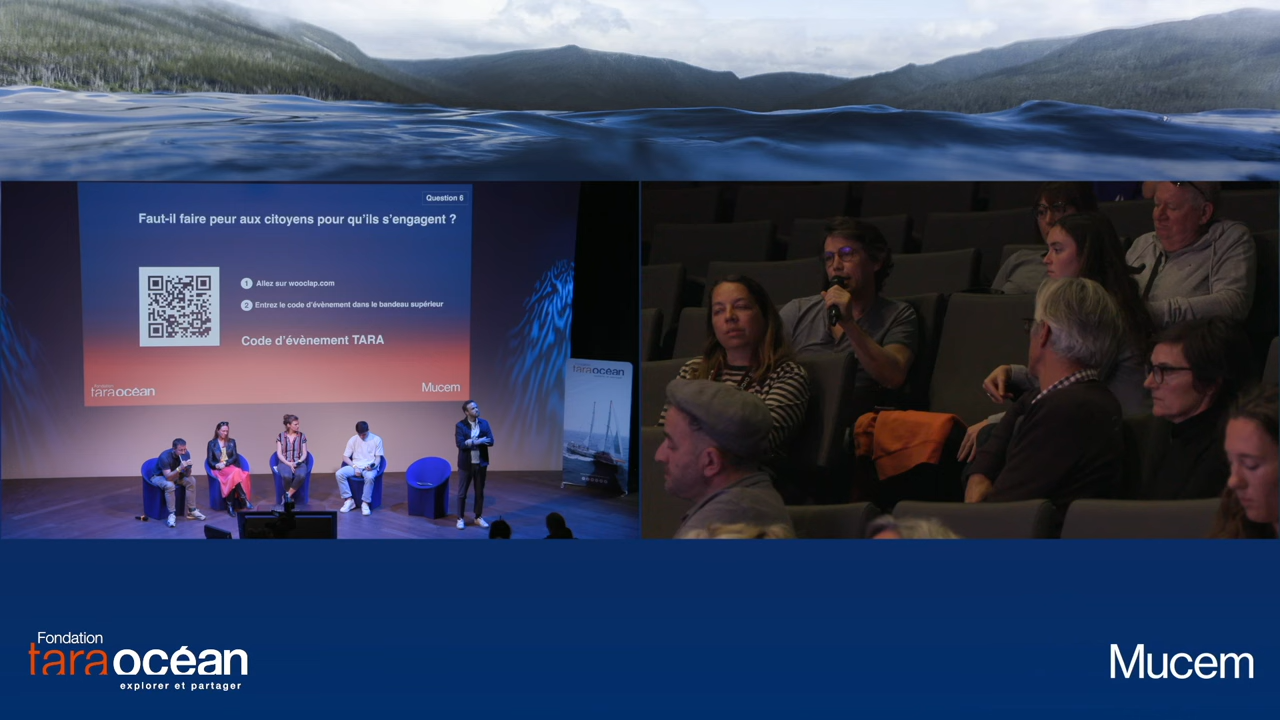 Question 6
Faut-il faire peur aux citoyens pour qu'ils s'engagent ?
1 Allez sur wooclap.com
2 Entrez le code d'évènement dans le bandeau supérieur
Code d'évènement TARA
Fondation
taraocéan
Mucem
Fondation
taraocéan
Fondation
taraocéan
explorer et partager
Mucem